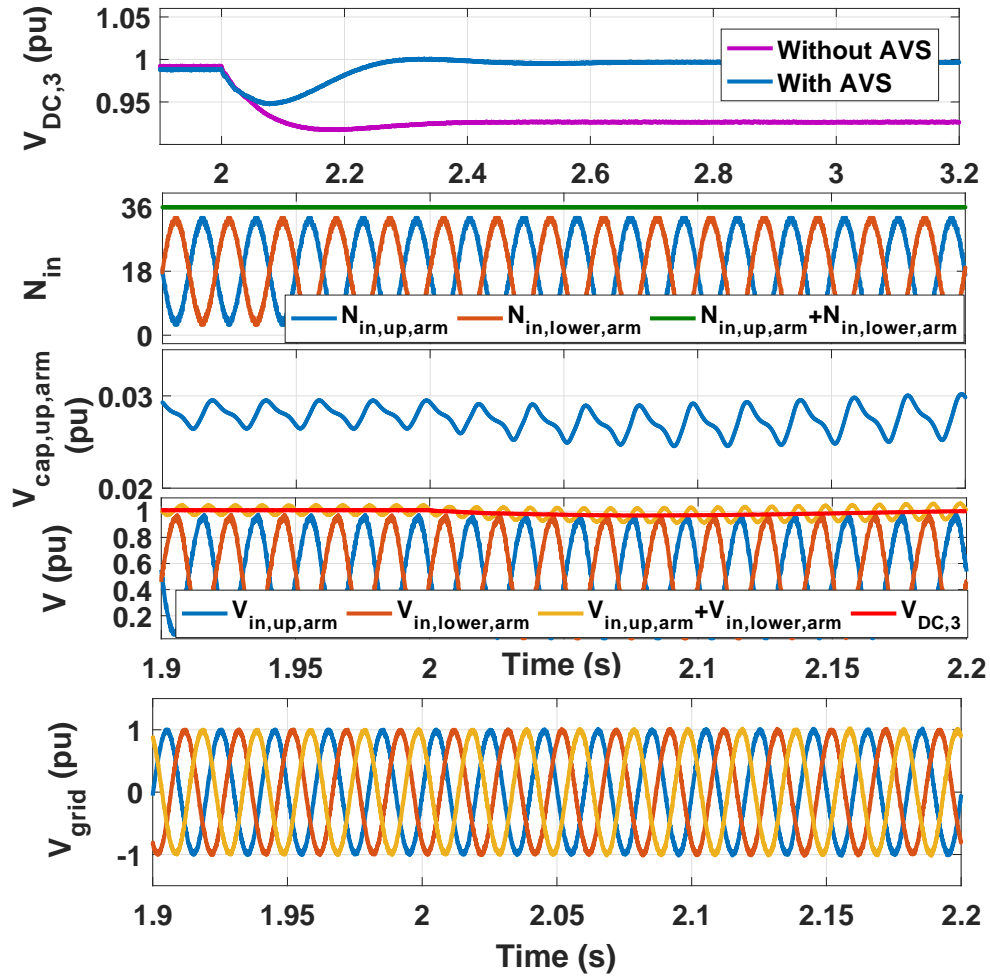 V_DC,3 (pu)
1.05
1
0.95
Without AVS
With AVS
2 2.2 2.4 2.6 2.8 3 3.2
N_in
36
18
0
N_in,up,arm N_in,lower,arm N_in,up,arm+N_in,lower,arm
V_cap,up,arm
(pu)
0.03
0.02
V (pu)
1
0.8
0.6
0.4
0.2
V_in,up,arm V_in,lower,arm V_in,up,arm+V_in,lower,arm V_DC,3
1.9 1.95 2 2.1 2.15 2.2
Time (s)
V_grid (pu)
1
0
-1
1.9 1.95 2 2.05 2.1 2.15 2.2
Time (s)